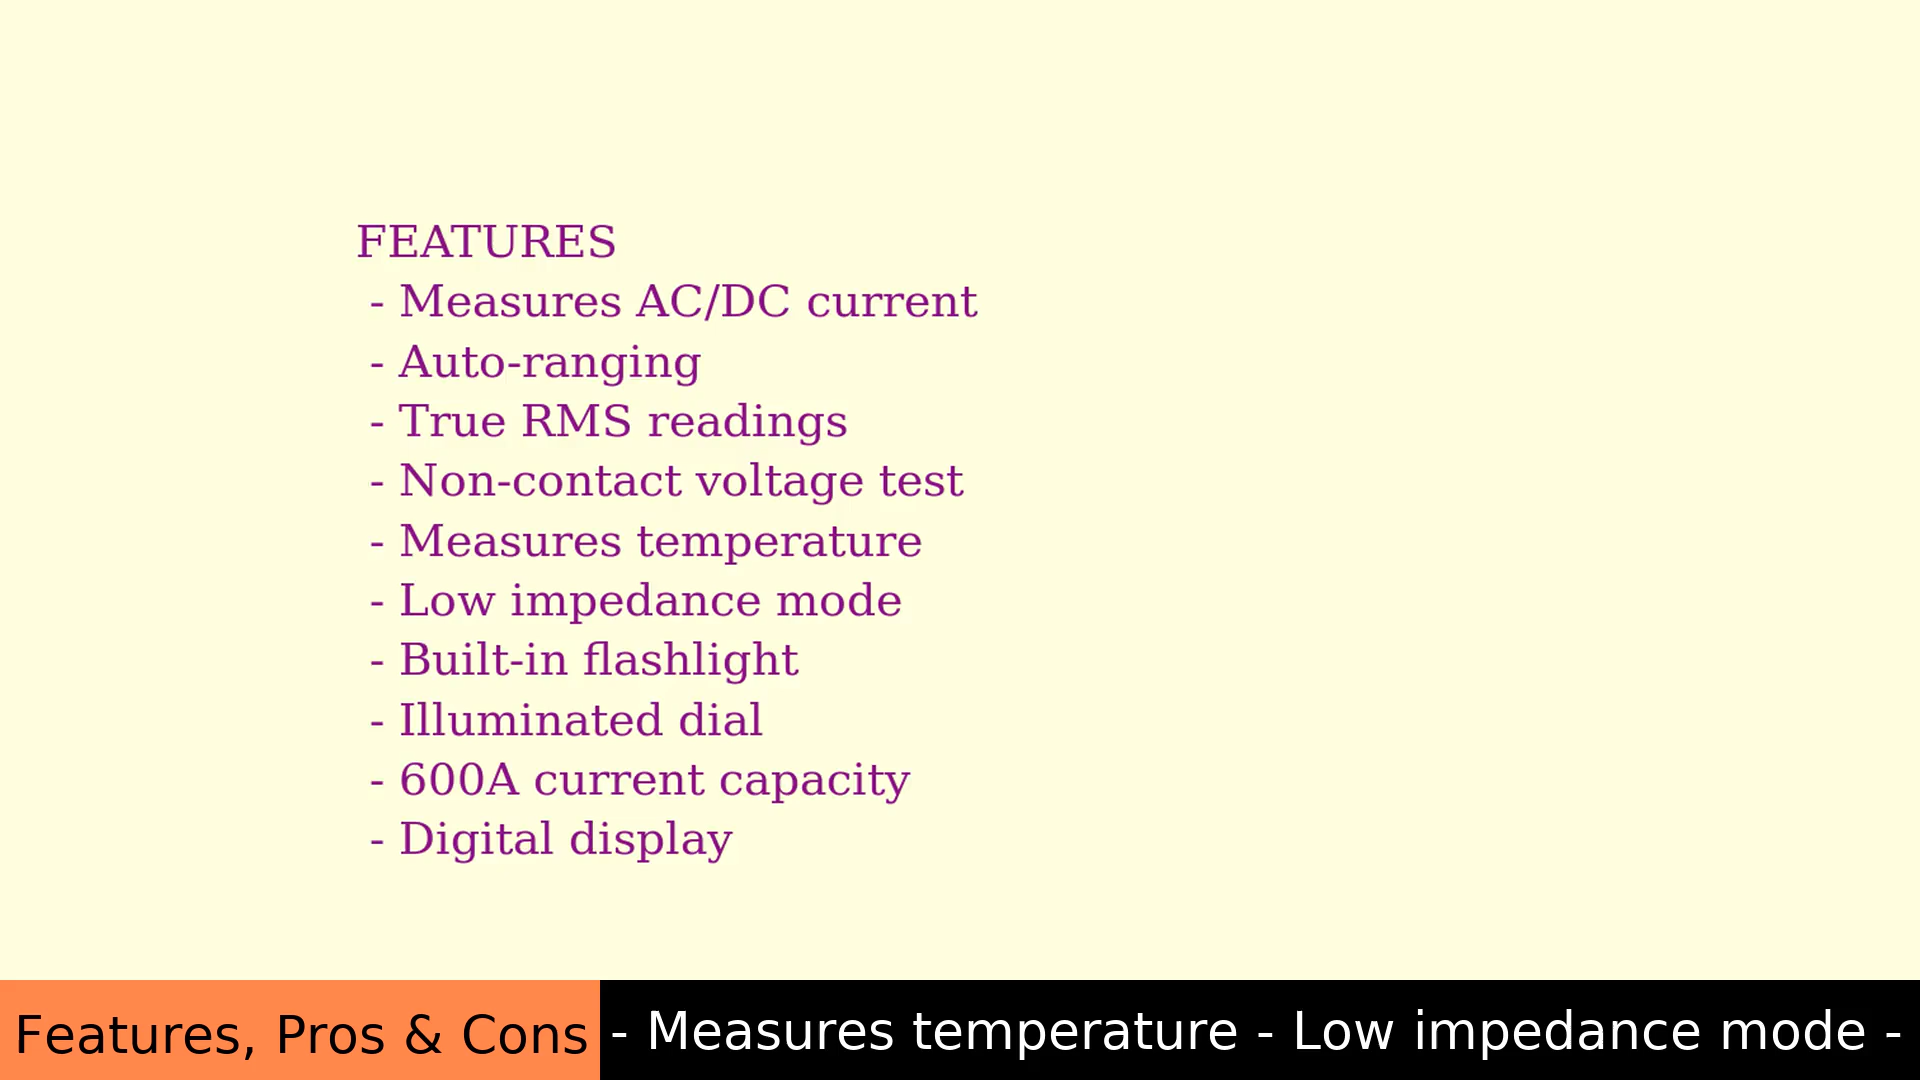 FEATURES
- Measures AC/DC current
- Auto-ranging
- True RMS readings
- Non-contact voltage test
- Measures temperature
- Low impedance mode
- Built-in flashlight
- Illuminated dial
- 600A current capacity
- Digital display
Features, Pros & Cons
- Measures temperature - Low impedance mode -